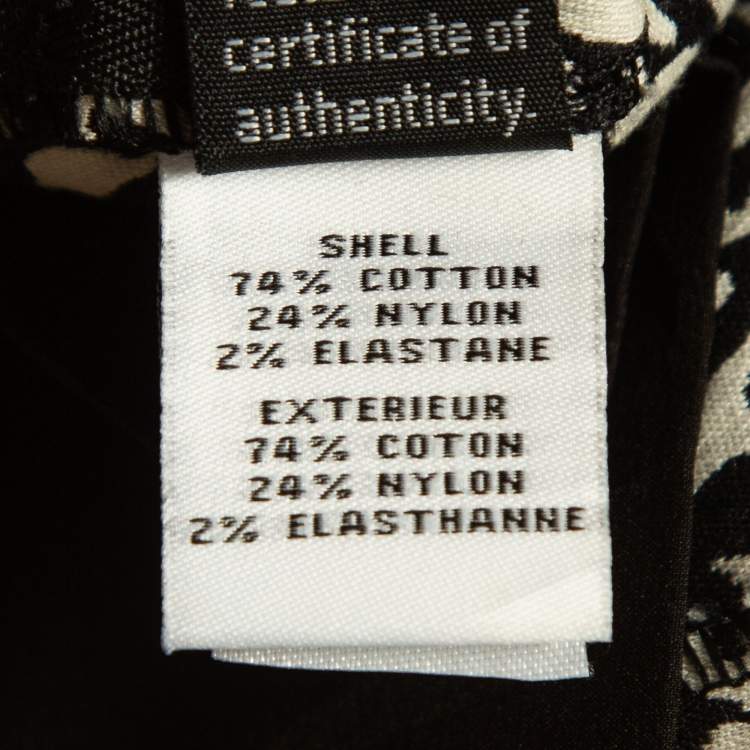 certificate of
authenticity.
SHELL
74% COTTON
24% NYLON
2% ELASTANE
EXTERIEUR
74% COTON
24% NYLON
2% ELASTHANNE